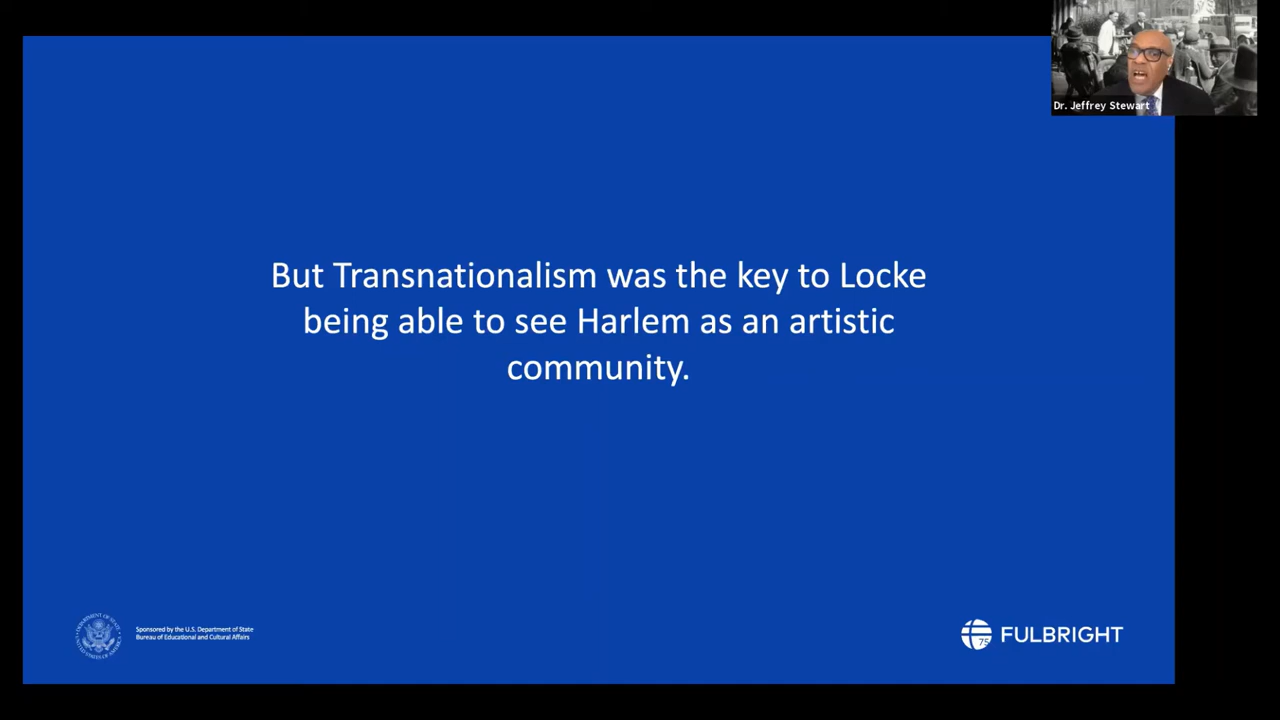 Dr. Jeffrey Stewart
But Transnationalism was the key to Locke
being able to see Harlem as an artistic
community.
Sponsored by the U.S. Department of State
Bureau of Educational and Cultural Affairs
75
FULBRIGHT